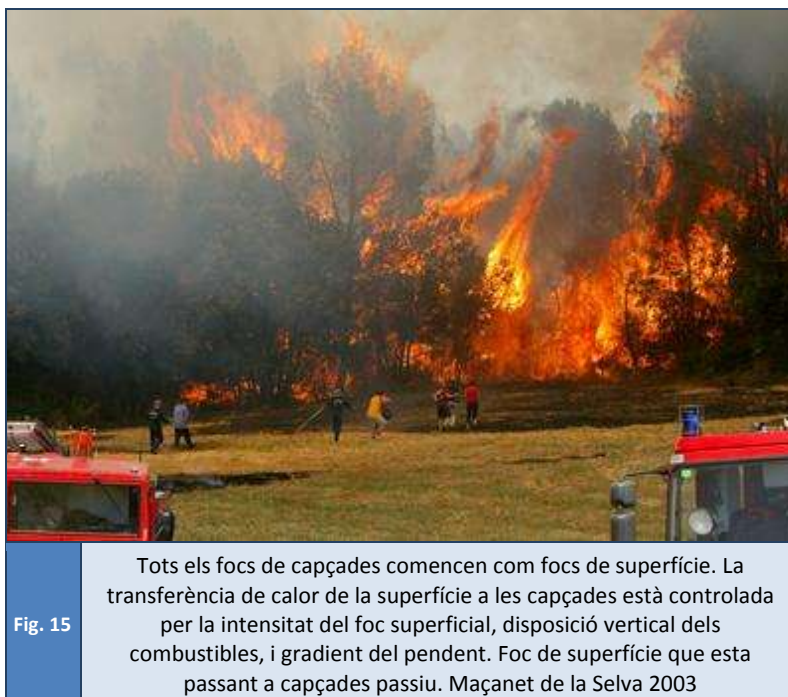 Fig. 15
Tots els focs de capçades comencen com focs de superfície. La
transferència de calor de la superfície a les capçades està controlada
per la intensitat del foc superficial, disposició vertical dels
combustibles, i gradient del pendent. Foc de superfície que esta
passant a capçades passiu. Maçanet de la Selva 2003